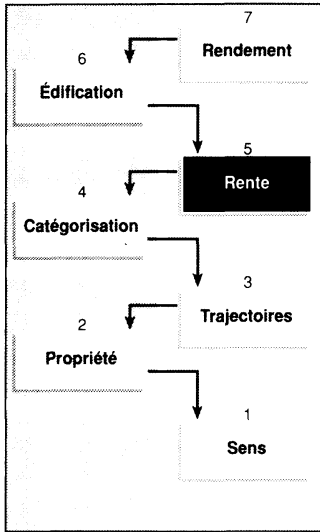 7
Rendement
6
Édification
5
Rente
4
Catégorisation
3
Trajectoires
2
Propriété
1
Sens